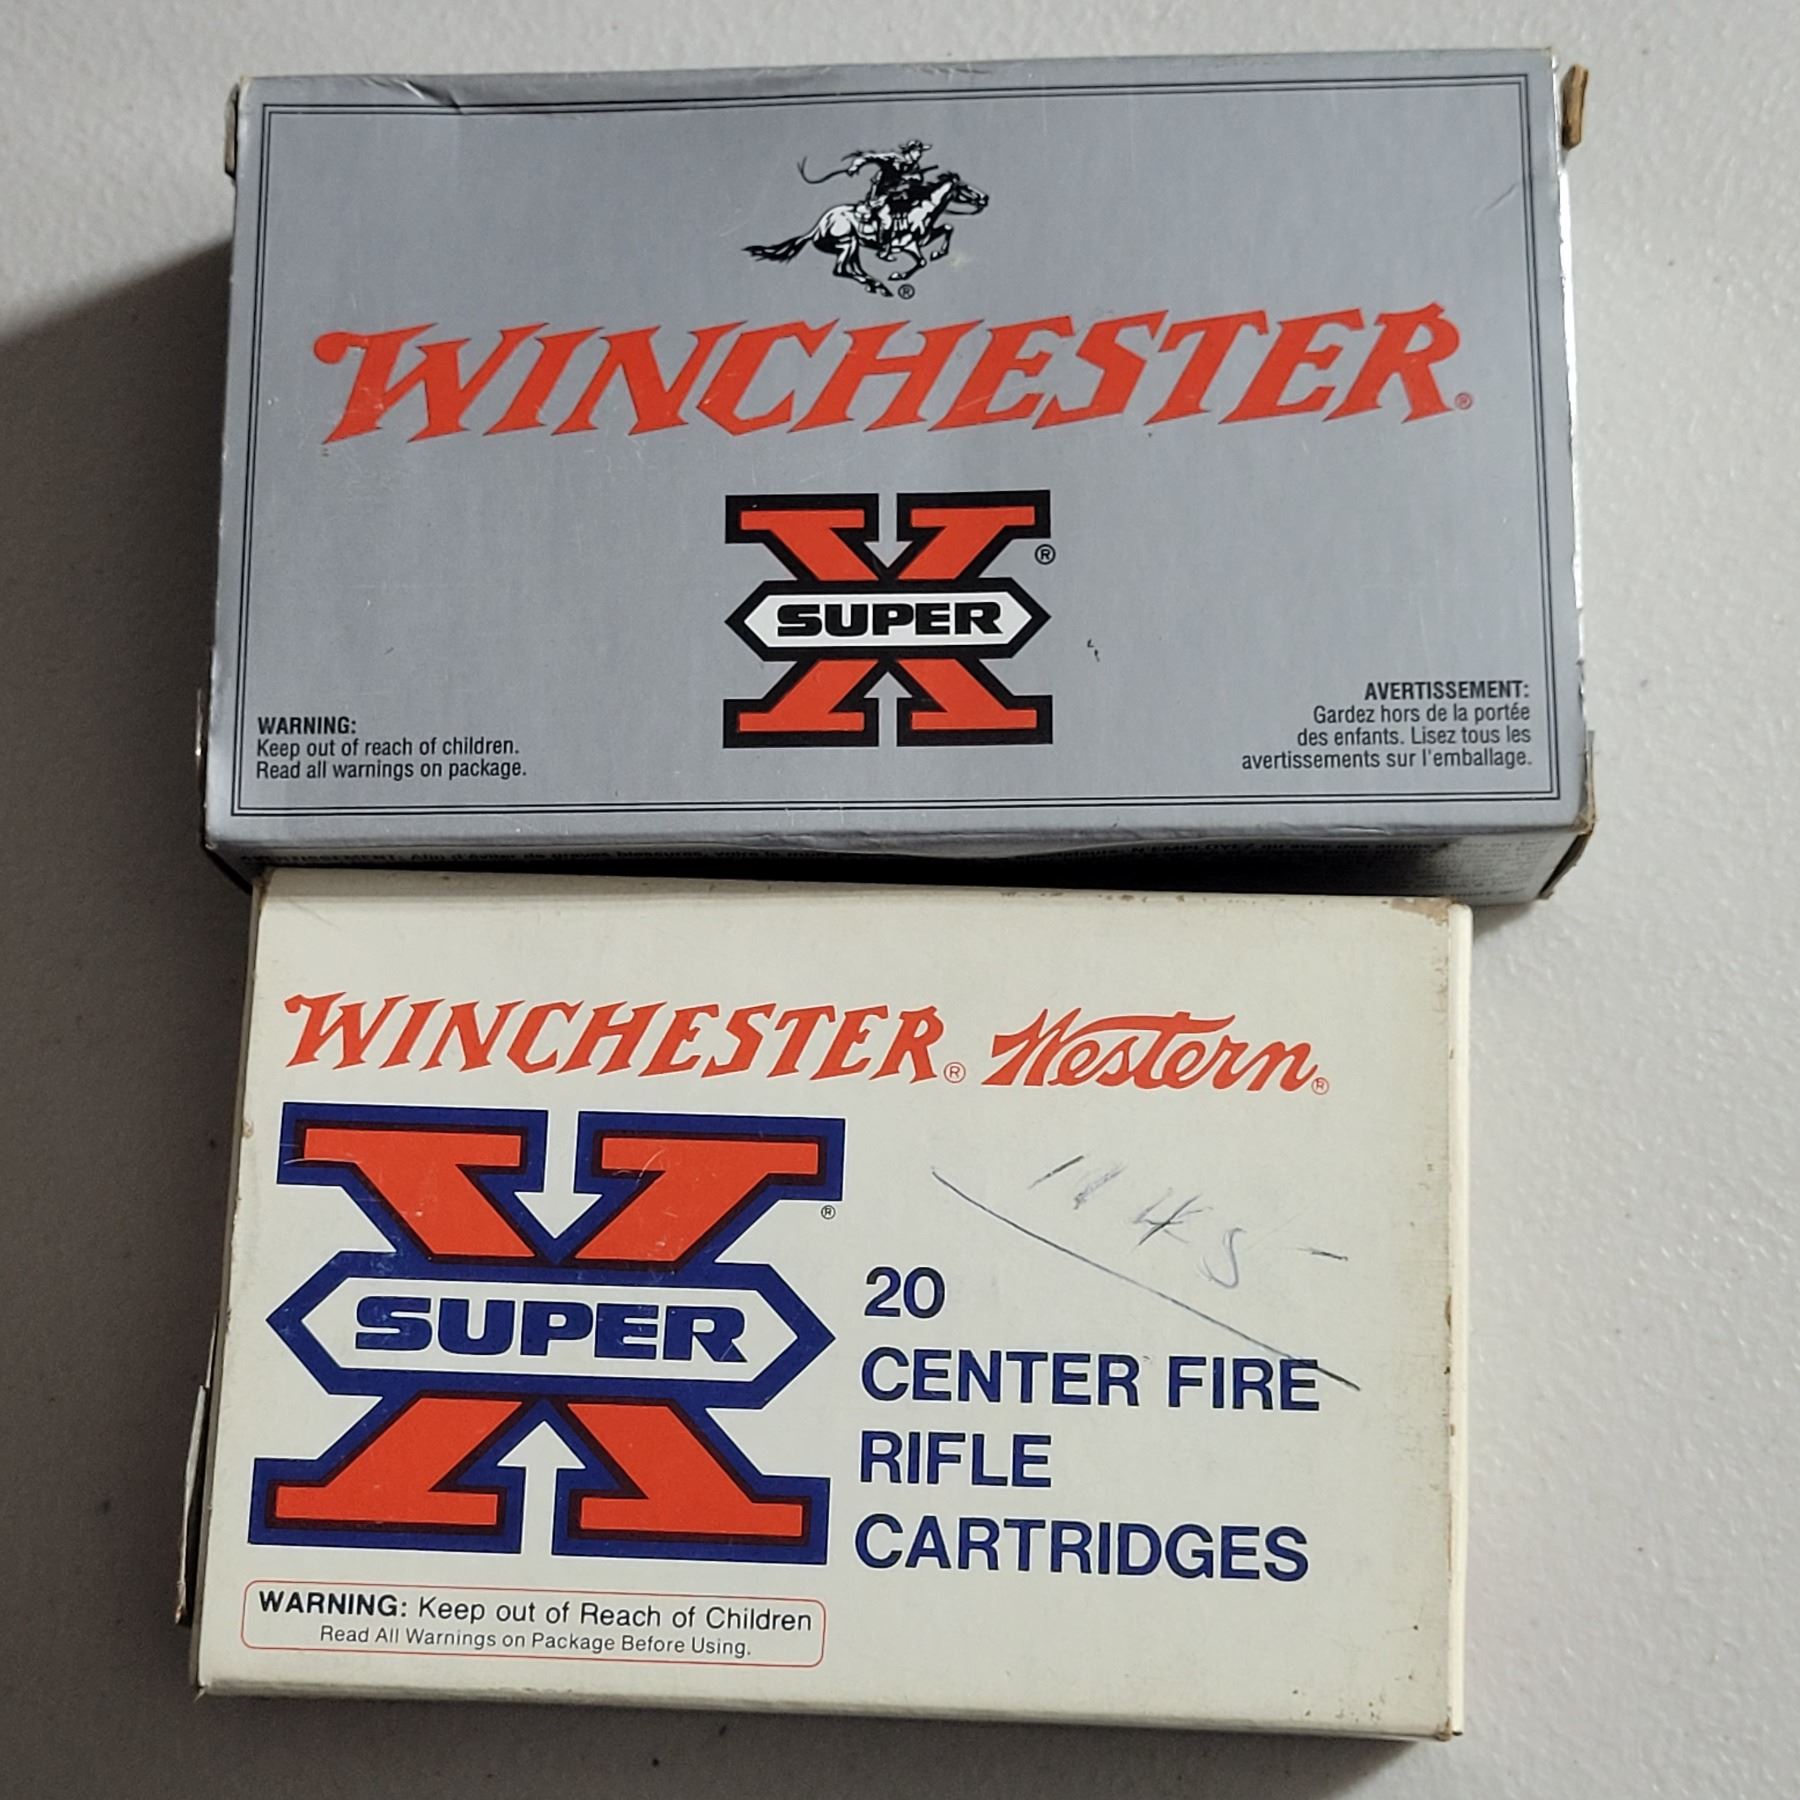 WINCHESTER®
SUPER X®
WARNING:
Keep out of reach of children.
Read all warnings on package.
AVERTISSEMENT:
Gardez hors de la portée
des enfants. Lisez tous les
avertissements sur l'emballage.
WINCHESTER® Western®
SUPER X®
20
CENTER FIRE
RIFLE
CARTRIDGES
WARNING: Keep out of Reach of Children
Read All Warnings on Package Before Using.